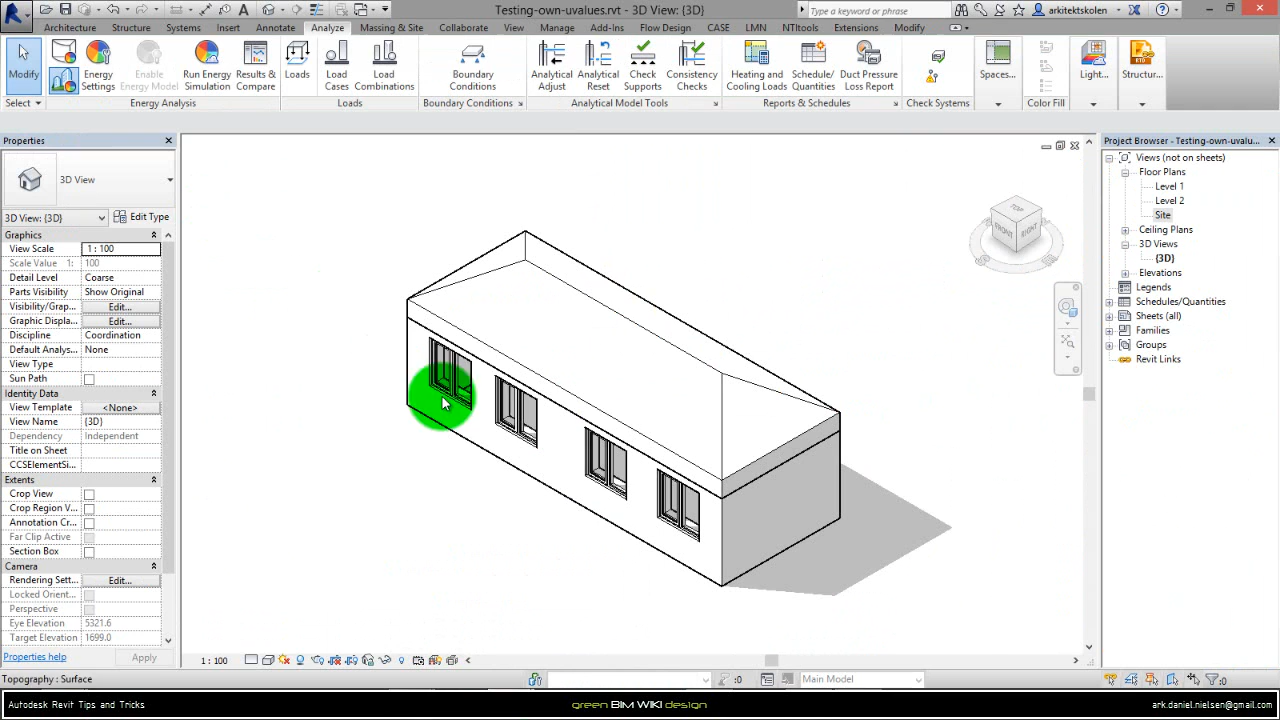 Testing-own-uvalues.rvt - 3D View: {3D}
Type a keyword or phrase
arkitektskolen
Architecture Structure Systems Insert Annotate Analyze Massing & Site Collaborate View Manage Add-Ins Flow Design CASE LMN NTItools Extensions Modify
Modify
Energy Settings
Enable Energy Model
Run Energy Simulation
Results & Compare
Loads
Load Cases
Load Combinations
Boundary Conditions
Analytical Adjust
Analytical Reset
Check Supports
Consistency Checks
Heating and Cooling Loads
Schedule/ Quantities
Duct Pressure Loss Report
Spaces...
Light...
Structur...
Select Energy Analysis Loads Boundary Conditions Analytical Model Tools Reports & Schedules Check Systems Color Fill
Properties
3D View
3D View: {3D} Edit Type
Graphics
View Scale 1 : 100
Scale Value 1: 100
Detail Level Coarse
Parts Visibility Show Original
Visibility/Grap... Edit...
Graphic Displa... Edit...
Discipline Coordination
Default Analys... None
View Type
Sun Path
Identity Data
View Template <None>
View Name {3D}
Dependency Independent
Title on Sheet
CCSElementSi...
Extents
Crop View
Crop Region V...
Annotation Cr...
Far Clip Active
Section Box
Camera
Rendering Sett... Edit...
Locked Orient...
Perspective
Eye Elevation 5321.6
Target Elevation 1699.0
Properties help Apply
TOP
FRONT RIGHT
Project Browser - Testing-own-uvalu...
Views (not on sheets)
Floor Plans
Level 1
Level 2
Site
Ceiling Plans
3D Views
{3D}
Elevations
Legends
Schedules/Quantities
Sheets (all)
Families
Groups
Revit Links
1 : 100
Topography : Surface
:0
Main Model
:0
Autodesk Revit Tips and Tricks
green BIM WIKI design
ark.daniel.nielsen@gmail.com